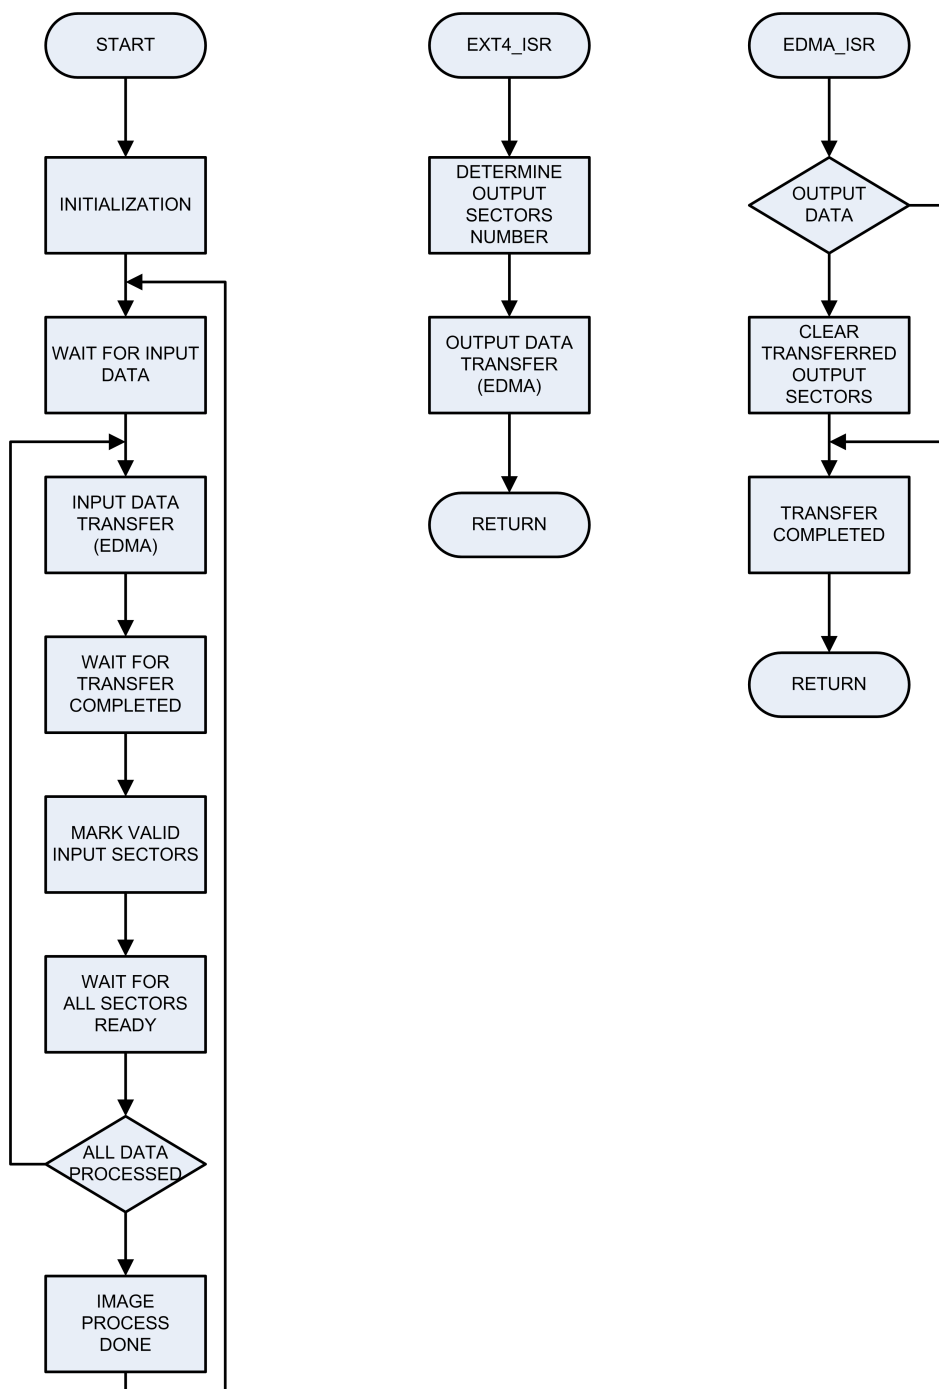 START
INITIALIZATION
WAIT FOR INPUT
DATA
INPUT DATA
TRANSFER
(EDMA)
WAIT FOR
TRANSFER
COMPLETED
MARK VALID
INPUT SECTORS
WAIT FOR
ALL SECTORS
READY
ALL DATA
PROCESSED
IMAGE
PROCESS
DONE
EXT4_ISR
DETERMINE
OUTPUT
SECTORS
NUMBER
OUTPUT DATA
TRANSFER
(EDMA)
RETURN
EDMA_ISR
OUTPUT
DATA
CLEAR
TRANSFERRED
OUTPUT
SECTORS
TRANSFER
COMPLETED
RETURN